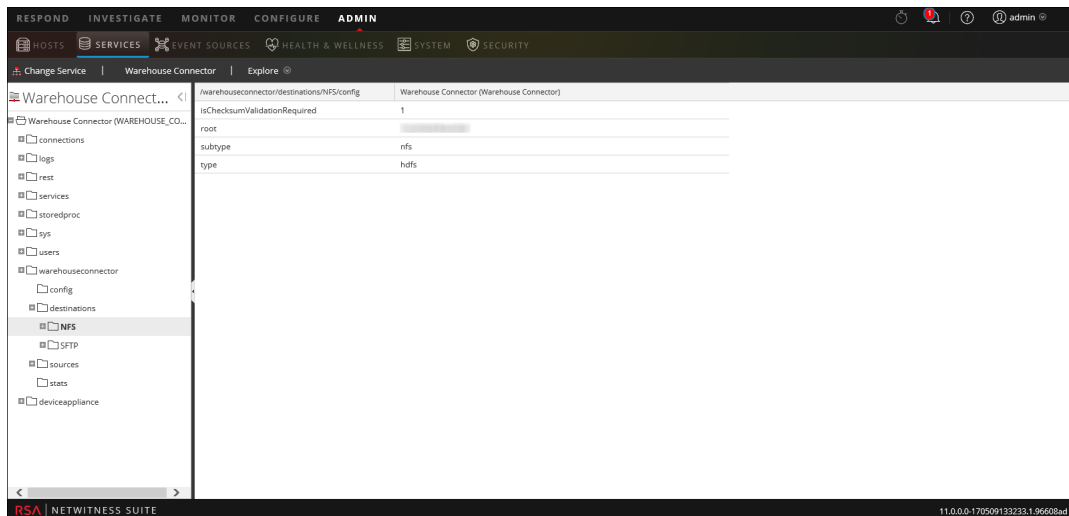 RESPOND INVESTIGATE MONITOR CONFIGURE ADMIN 1 ? admin
HOSTS SERVICES EVENT SOURCES HEALTH & WELLNESS SYSTEM SECURITY
Change Service | Warehouse Connector | Explore
Warehouse Connect...
/warehouseconnector/destinations/NFS/config Warehouse Connector (Warehouse Connector)
isChecksumValidationRequired 1
root
subtype nfs
type hdfs
Warehouse Connector (WAREHOUSE_CO...
connections
logs
rest
services
storedproc
sys
users
warehouseconnector
config
destinations
NFS
SFTP
sources
stats
deviceappliance
RSA | NETWITNESS SUITE 11.0.0.0-170509133233.1.96608ad